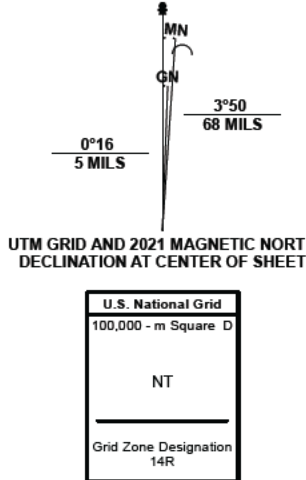 MN
GN
3°50
68 MILS
0°16
5 MILS
UTM GRID AND 2021 MAGNETIC NORT
DECLINATION AT CENTER OF SHEET
U.S. National Grid
100,000 - m Square D
NT
Grid Zone Designation
14R